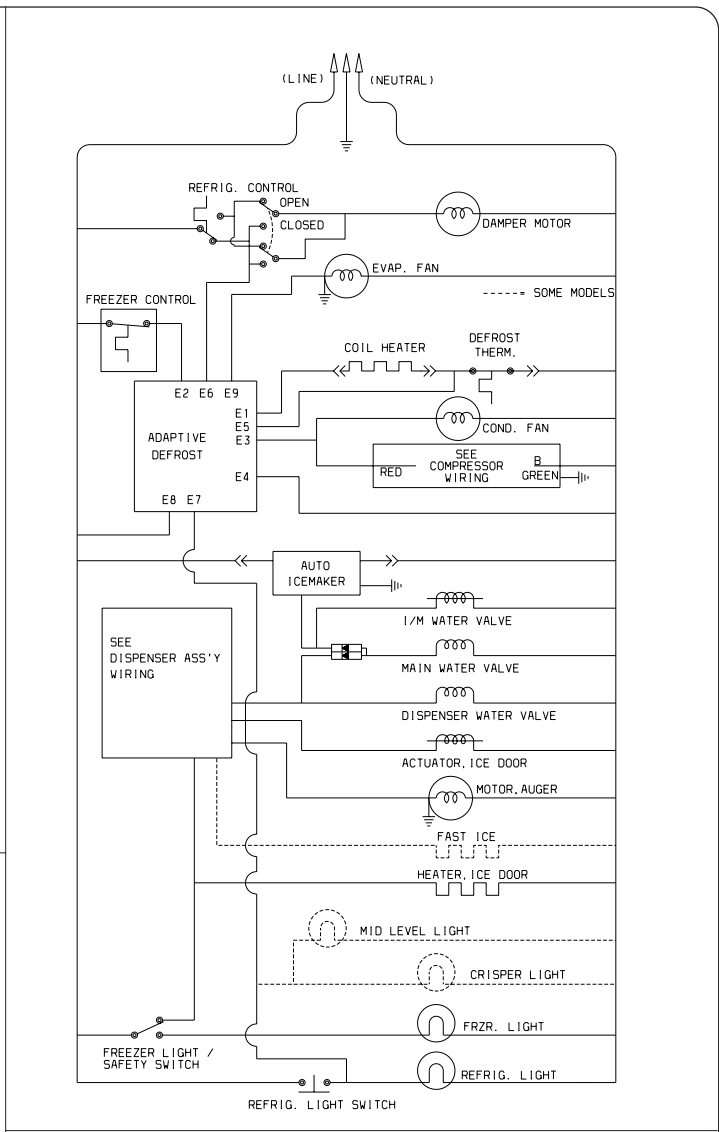 (LINE)
(NEUTRAL)
REFRIG. CONTROL
OPEN
CLOSED
DAMPER MOTOR
EVAP. FAN
-----= SOME MODELS
FREEZER CONTROL
COIL HEATER
DEFROST
THERM.
E2 E6 E9
E1
E5
E3
E4
ADAPTIVE
DEFROST
E8 E7
COND. FAN
SEE
COMPRESSOR
WIRING
RED
B
GREEN
AUTO
ICEMAKER
I/M WATER VALVE
SEE
DISPENSER ASS'Y
WIRING
MAIN WATER VALVE
DISPENSER WATER VALVE
ACTUATOR,ICE DOOR
MOTOR,AUGER
FAST ICE
HEATER,ICE DOOR
MID LEVEL LIGHT
CRISPER LIGHT
FRZR. LIGHT
FREEZER LIGHT /
SAFETY SWITCH
REFRIG. LIGHT
REFRIG. LIGHT SWITCH